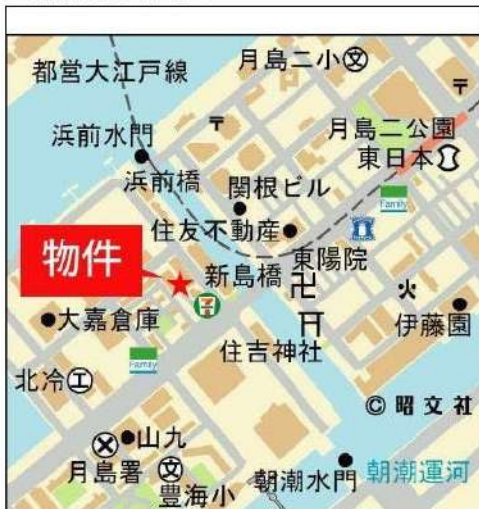 都営大江戸線
月島二小 文
〒
〒
浜前水門
月島二公園
東日本
浜前橋
関根ビル
Family
住友不動産
物件
新島橋
東陽院
7
大嘉倉庫
伊藤園
住吉神社
Family
北冷 工
© 昭文社
山九
月島署
文
豊海小
朝潮水門
朝潮運河